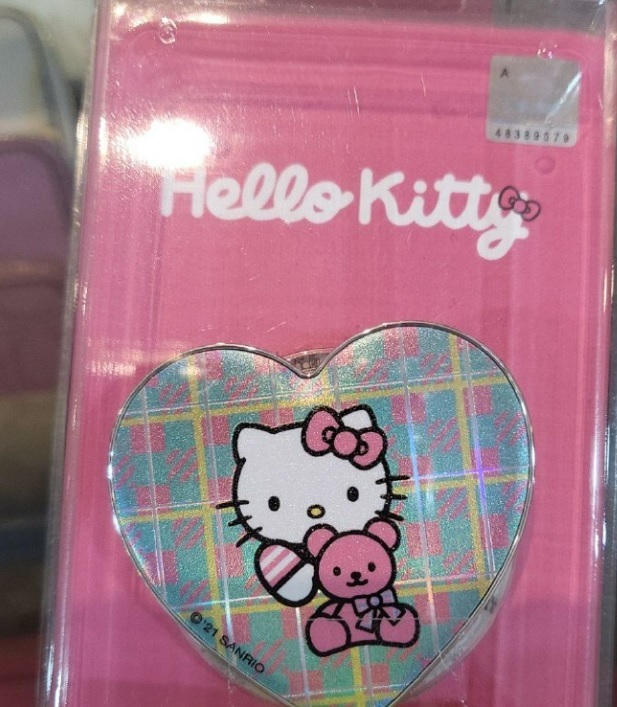 A
48389579
Hello Kitty
©'21 SANRIO